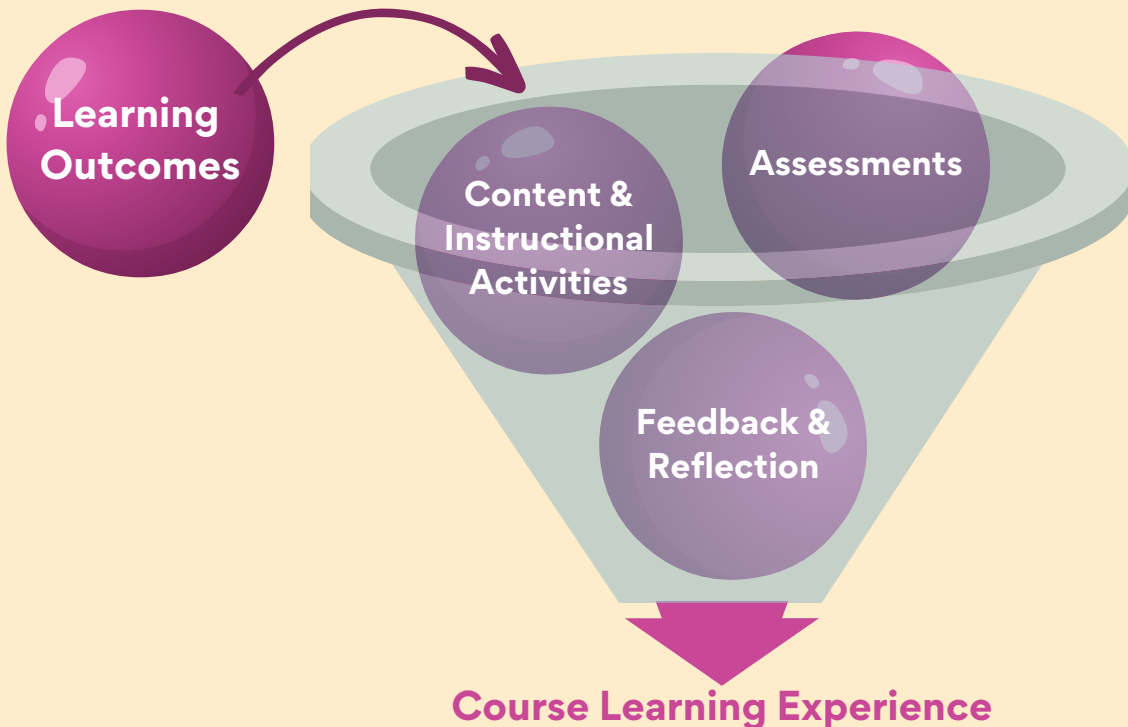 Learning
Outcomes
Content &
Instructional
Activities
Assessments
Feedback &
Reflection
Course Learning Experience